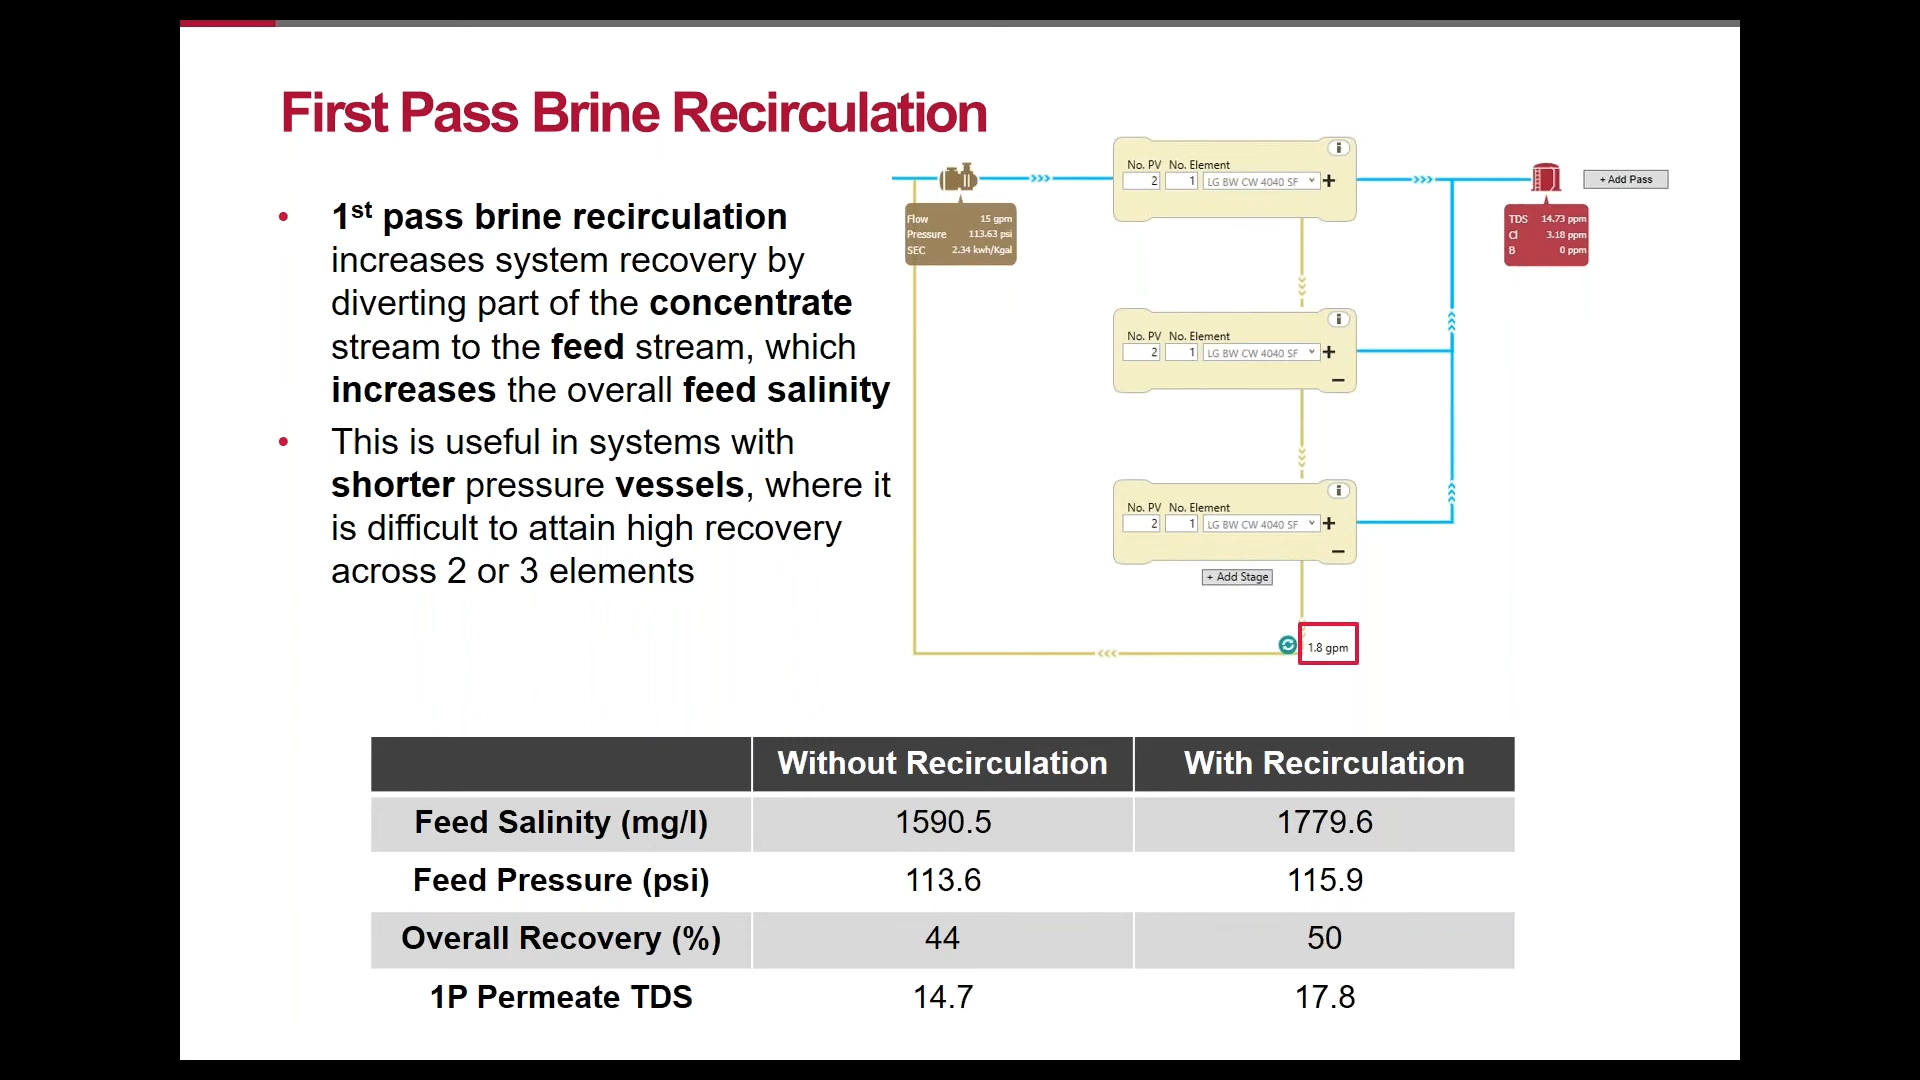 First Pass Brine Recirculation
• 1st pass brine recirculation
increases system recovery by
diverting part of the concentrate
stream to the feed stream, which
increases the overall feed salinity
• This is useful in systems with
shorter pressure vessels, where it
is difficult to attain high recovery
across 2 or 3 elements
Flow 15 gpm
Pressure 113.63 psi
SEC 2.34 kwh/Kgal
No. PV No. Element
2 1 LG BW CW 4040 SF +
No. PV No. Element
2 1 LG BW CW 4040 SF +
No. PV No. Element
2 1 LG BW CW 4040 SF +
+ Add Stage
1.8 gpm
+ Add Pass
TDS 14.73 ppm
Cl 3.18 ppm
B 0 ppm
Without Recirculation With Recirculation
Feed Salinity (mg/l) 1590.5 1779.6
Feed Pressure (psi) 113.6 115.9
Overall Recovery (%) 44 50
1P Permeate TDS 14.7 17.8